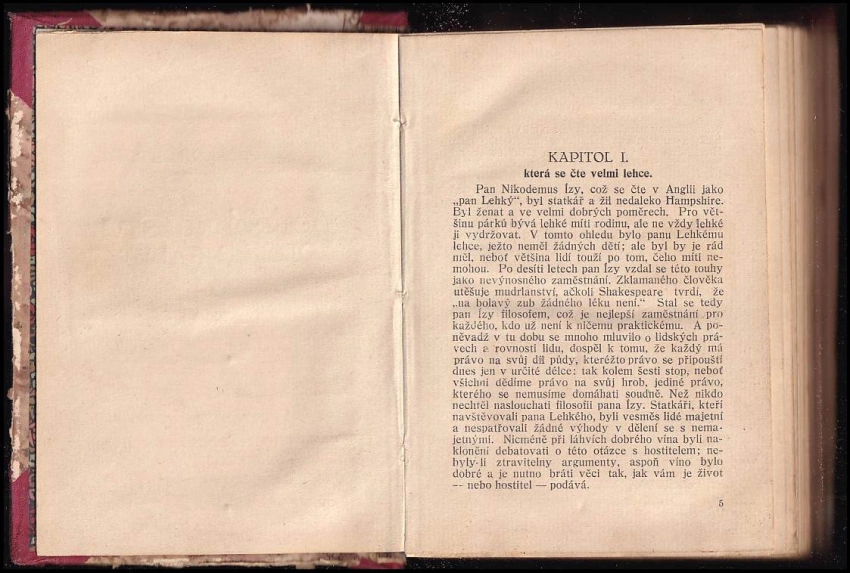 KAPITOL I.
která se čte velmi lehce.
Pan Nikodemus Ízy, což se čte v Anglii jako
„pan Lehký“, byl statkář a žil nedaleko Hampshire.
Byl ženat a ve velmi dobrých poměrech. Pro vět-
šinu párků bývá lehké míti rodinu, ale ne vždy lehké
ji vydržovat. V tomto ohledu bylo panu Lehkému
lehce, ježto neměl žádných dětí; ale byl by je rád
měl, neboť většina lidí touží po tom, čeho míti ne-
mohou. Po desíti letech pan Ízy vzdal se této touhy
jako nevýnosného zaměstnání. Zklamaného člověka
utěšuje mudrlanství, ačkoli Shakespeare tvrdí, že
„na bolavý zub žádného léku není.“ Stal se tedy
pan Ízy filosofem, což je nejlepší zaměstnání pro
každého, kdo už není k ničemu praktickému. A po-
něvadž v tu dobu se mnoho mluvilo o lidských prá-
vech a rovnosti lidu, dospěl k tomu, že každý má
právo na svůj díl půdy, kteréžto právo se připouští
dnes jen v určité délce: tak kolem šesti stop, neboť
všichni dědíme právo na svůj hrob, jediné právo,
kterého se nemusíme domáhati soudně. Než nikdo
nechtěl naslouchati filosofii pana Ízy. Statkáři, kteří
navštěvovali pana Lehkého, byli vesměs lidé majetní
a nespatřovali žádné výhody v dělení se s nema-
jetnými. Nicméně při láhvích dobrého vína byli na-
kloněni debatovati o této otázce s hostitelem; ne-
byly-li ztravitelny argumenty, aspoň víno bylo
dobré a je nutno bráti věci tak, jak vám je život
— nebo hostitel — podává.
5